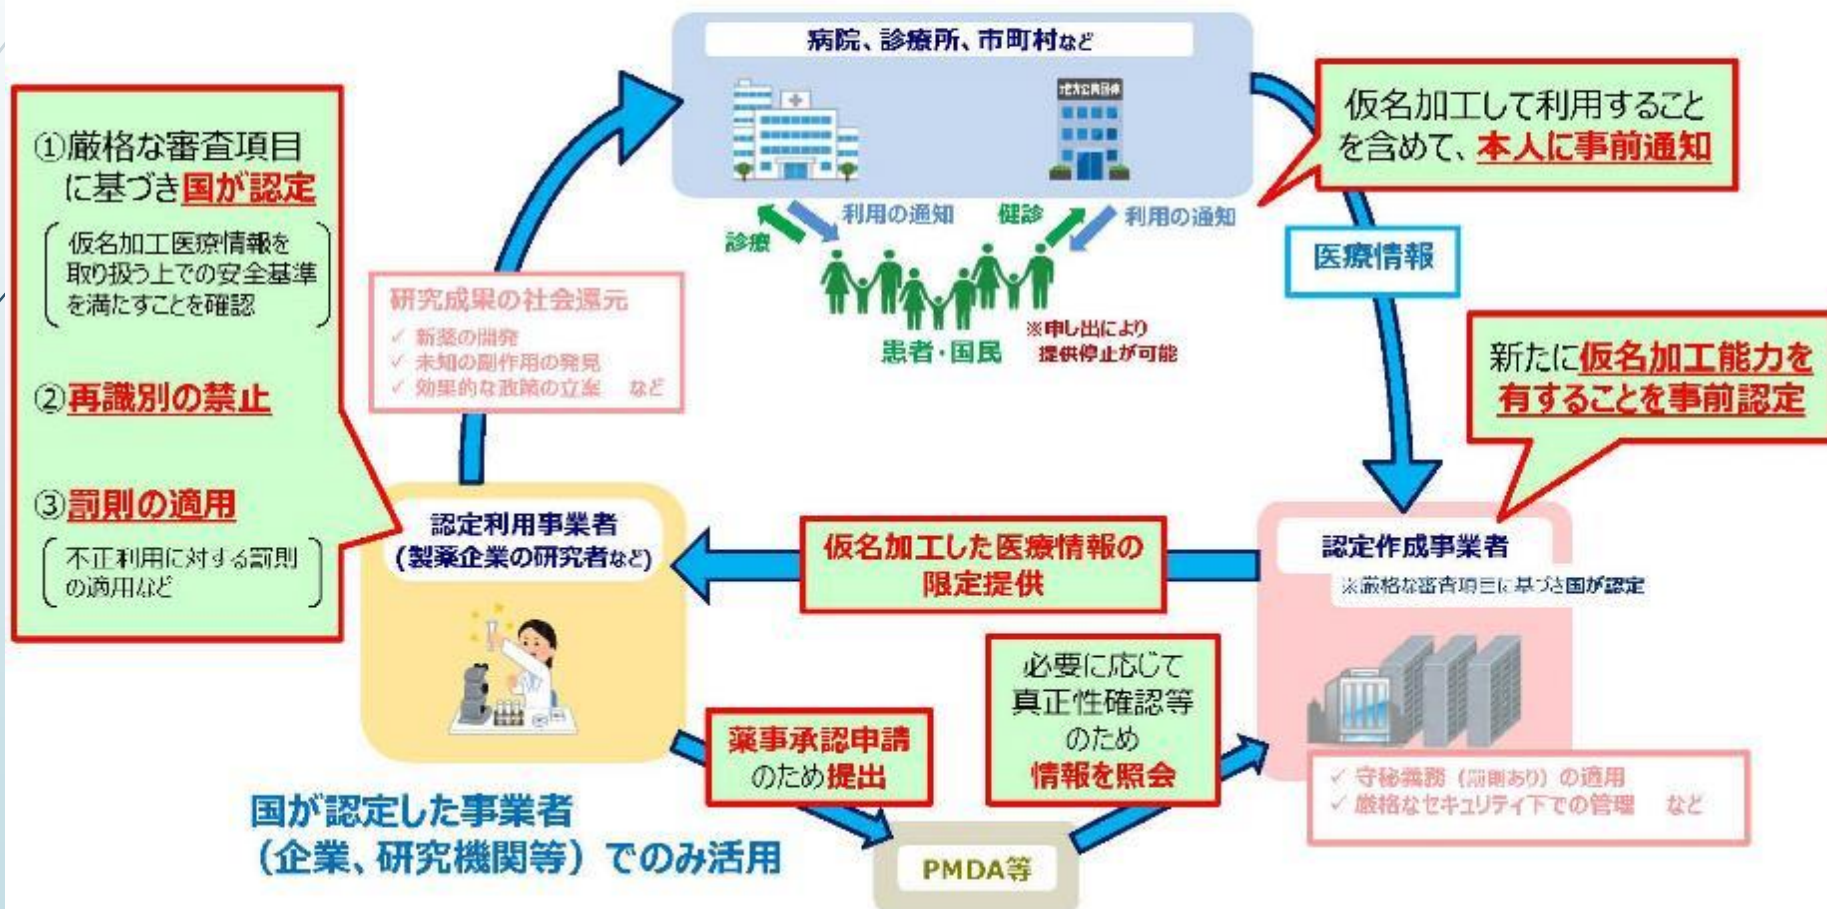 病院、診療所、市町村など
地方公共団体
①厳格な審査項目
に基づき国が認定
仮名加工医療情報を
取り扱う上での安全基準
を満たすことを確認
②再識別の禁止
③罰則の適用
不正利用に対する罰則
の適用など
仮名加工して利用すること
を含めて、本人に事前通知
利用の通知
健診
利用の通知
診療
医療情報
研究成果の社会還元
✓ 新薬の開発
✓ 未知の副作用の発見
✓ 効果的な政策の立案 など
※申し出により
提供停止が可能
患者・国民
新たに仮名加工能力を
有することを事前認定
認定利用事業者
(製薬企業の研究者など)
仮名加工した医療情報の
限定提供
認定作成事業者
※厳格な審査項目に基づき国が認定
必要に応じて
真正性確認等
のため
情報を照会
薬事承認申請
のため提出
✓ 守秘義務（罰則あり）の適用
✓ 厳格なセキュリティ下での管理 など
国が認定した事業者
（企業、研究機関等）でのみ活用
PMDA等